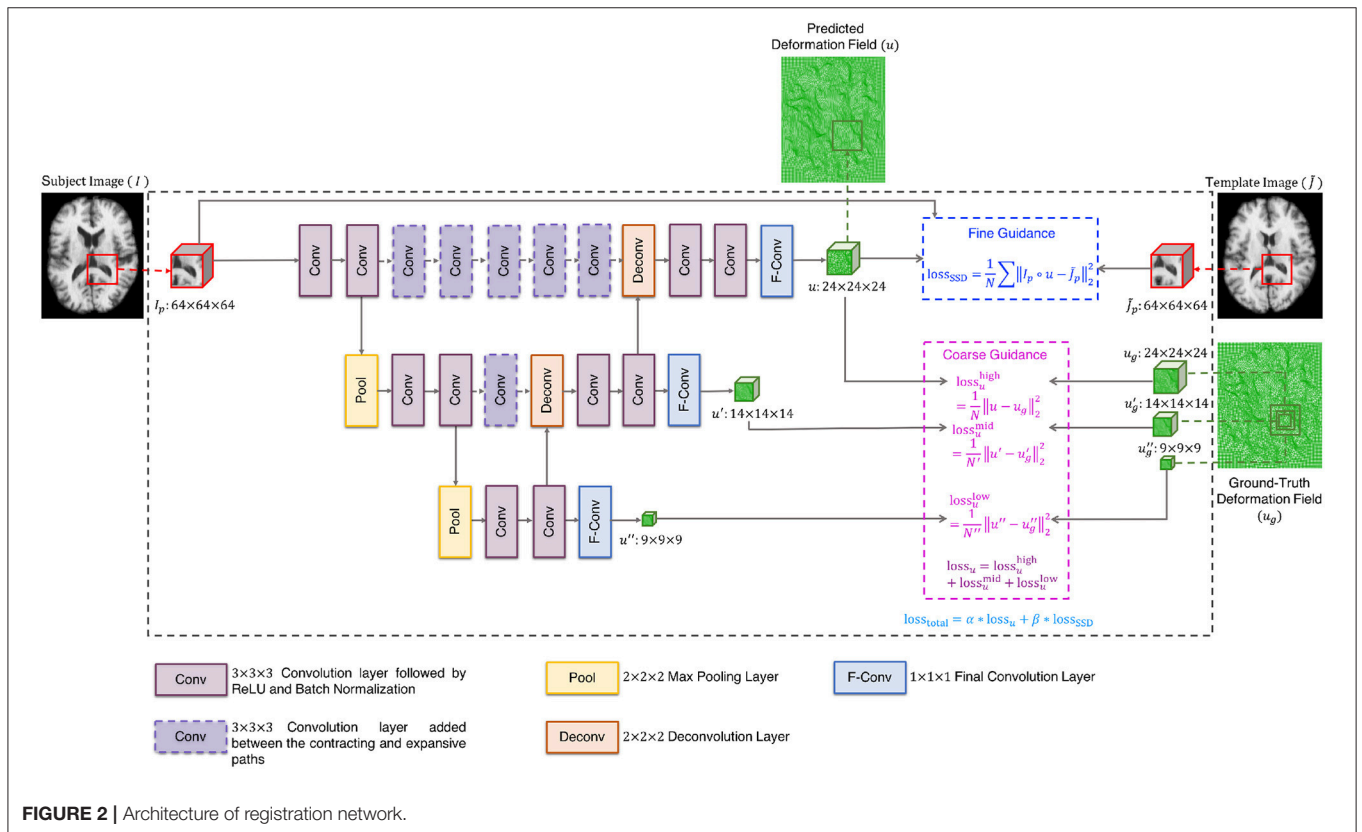 Predicted
Deformation Field (u)
Subject Image ( I )
Template Image (J̃)
I_p: 64×64×64
Conv
Conv
Conv
Conv
Conv
Conv
Conv
Deconv
Conv
Conv
F-Conv
u: 24×24×24
Fine Guidance
loss_SSD = 1/N ∑‖I_p ∘ u − J̃_p‖₂²
J̃_p: 64×64×64
Pool
Conv
Conv
Conv
Deconv
Conv
Conv
F-Conv
u′: 14×14×14
Coarse Guidance
loss_u^high
= 1/N ‖u − u_g‖₂²
loss_u^mid
= 1/N′ ‖u′ − u′_g‖₂²
loss_u^low
= 1/N′′ ‖u′′ − u′′_g‖₂²
loss_u = loss_u^high
+ loss_u^mid + loss_u^low
u_g: 24×24×24
u′_g: 14×14×14
u′′_g: 9×9×9
Ground-Truth
Deformation Field
(u_g)
Pool
Conv
Conv
F-Conv
u′′: 9×9×9
loss_total = α ∗ loss_u + β ∗ loss_SSD
Conv
3×3×3 Convolution layer followed by
ReLU and Batch Normalization
Pool
2×2×2 Max Pooling Layer
F-Conv
1×1×1 Final Convolution Layer
Conv
3×3×3 Convolution layer added
between the contracting and expansive
paths
Deconv
2×2×2 Deconvolution Layer
FIGURE 2 | Architecture of registration network.